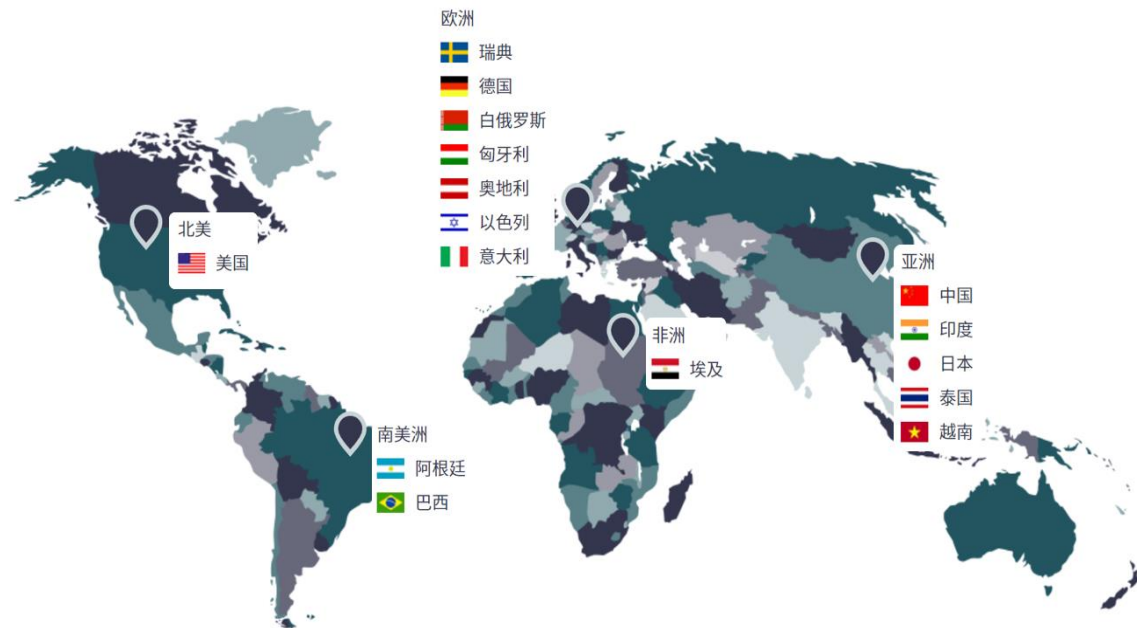 欧洲
瑞典
德国
白俄罗斯
匈牙利
奥地利
以色列
意大利
北美
美国
亚洲
中国
印度
日本
泰国
越南
非洲
埃及
南美洲
阿根廷
巴西